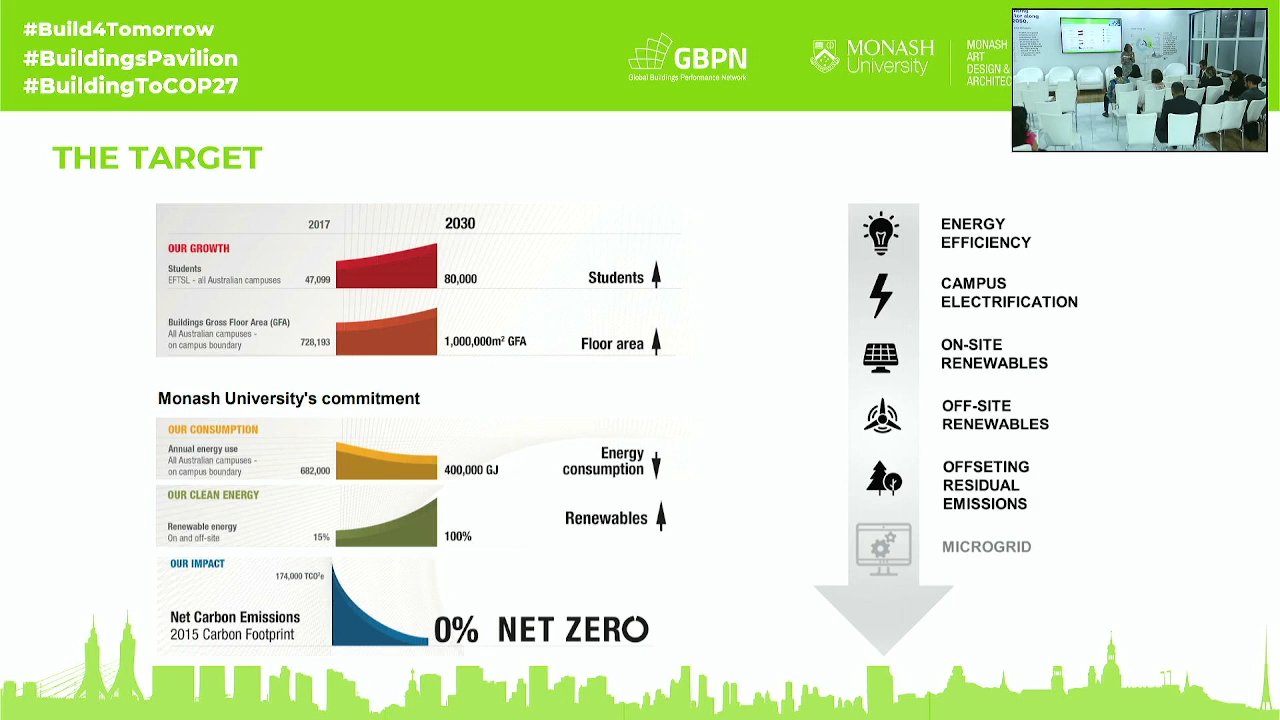 #Build4Tomorrow
#BuildingsPavilion
#BuildingToCOP27
GBPN
Global Buildings Performance Network
MONASH
University
MONASH
ART
DESIGN &
ARCHITEC
2050.
THE TARGET
2017
2030
OUR GROWTH
Students
EFTSL - all Australian campuses
47,099
80,000
Students
Buildings Gross Floor Area (GFA)
All Australian campuses -
on campus boundary
728,193
1,000,000m² GFA
Floor area
Monash University's commitment
OUR CONSUMPTION
Annual energy use
All Australian campuses -
on campus boundary
682,000
400,000 GJ
Energy
consumption
OUR CLEAN ENERGY
Renewable energy
On and off-site
15%
100%
Renewables
OUR IMPACT
174,000 TCO²e
Net Carbon Emissions
2015 Carbon Footprint
0% NET ZERO
ENERGY
EFFICIENCY
CAMPUS
ELECTRIFICATION
ON-SITE
RENEWABLES
OFF-SITE
RENEWABLES
OFFSETING
RESIDUAL
EMISSIONS
MICROGRID